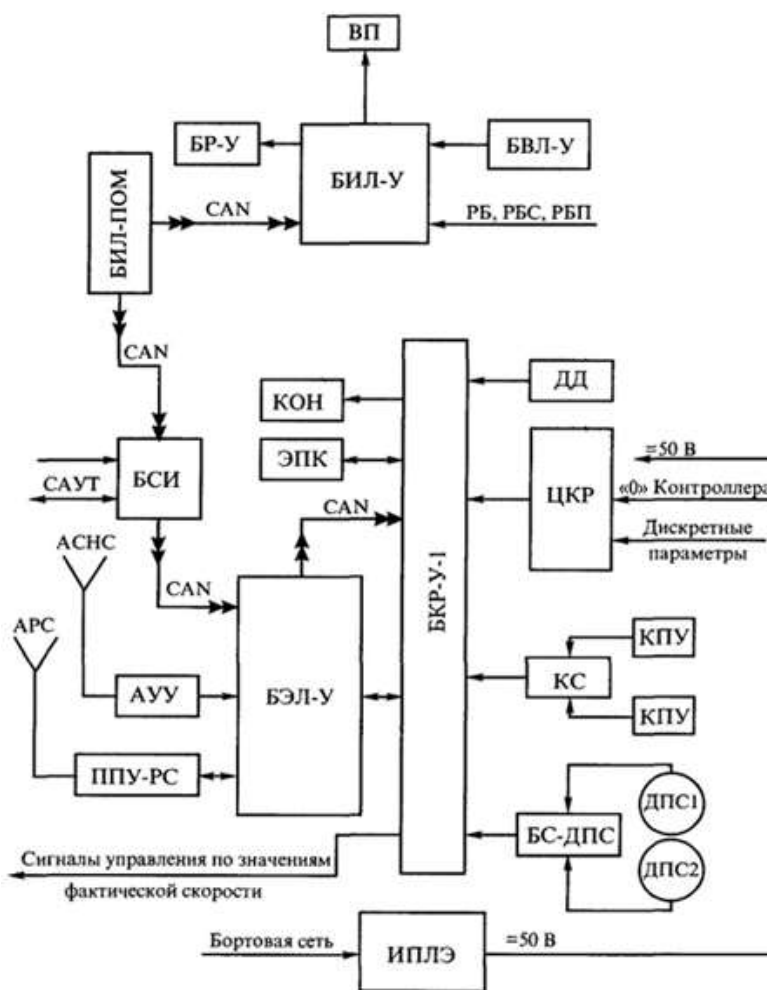 ВП
БР-У
БИЛ-У
БВЛ-У
БИЛ-ПОМ
CAN
РБ, РБС, РБП
CAN
КОН
ДД
ЭПК
САУТ
БСИ
ЦКР
=50 В
«0» Контроллера
Дискретные
параметры
CAN
АСНС
CAN
БКР-У-1
АРС
АУУ
БЭЛ-У
КПУ
КС
КПУ
ППУ-РС
БС-ДПС
ДПС1
ДПС2
Сигналы управления по значениям
фактической скорости
Бортовая сеть
ИПЛЭ
=50 В